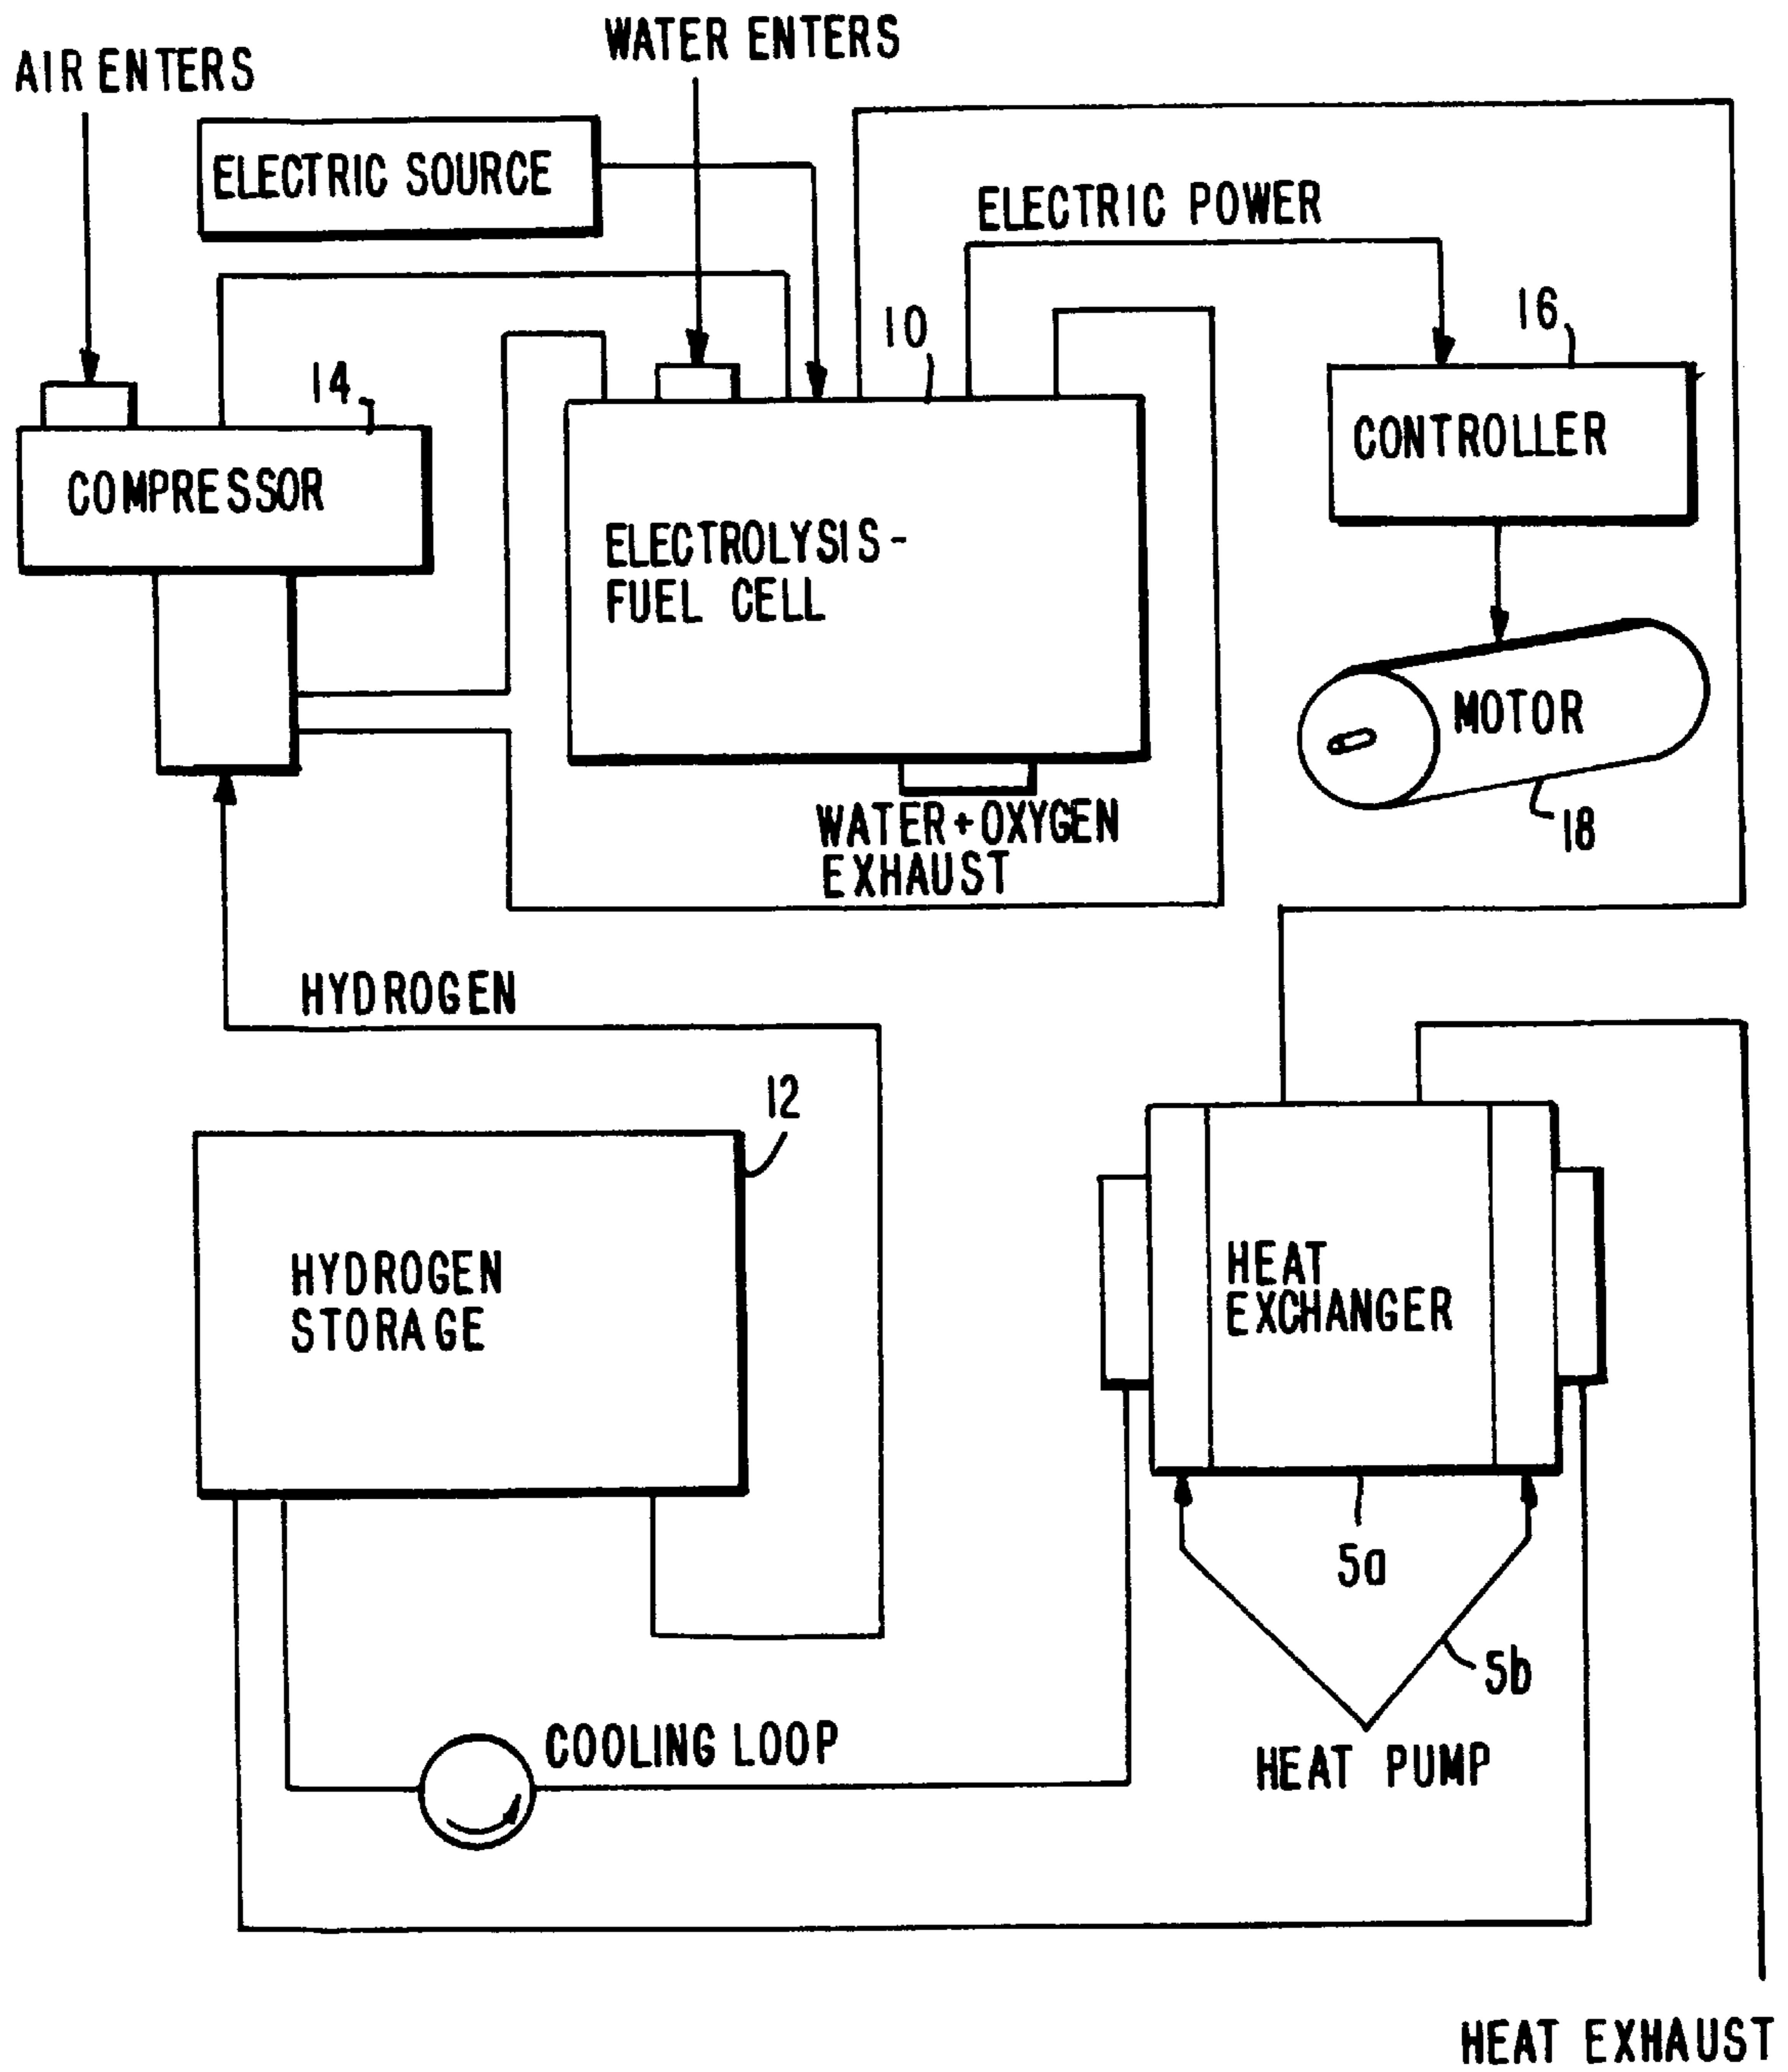 WATER ENTERS
AIR ENTERS
ELECTRIC SOURCE
ELECTRIC POWER
10
16
14
COMPRESSOR
CONTROLLER
ELECTROLYSIS-
FUEL CELL
MOTOR
18
WATER+OXYGEN
EXHAUST
HYDROGEN
12
HYDROGEN
STORAGE
HEAT
EXCHANGER
5a
5b
COOLING LOOP
HEAT PUMP
HEAT EXHAUST